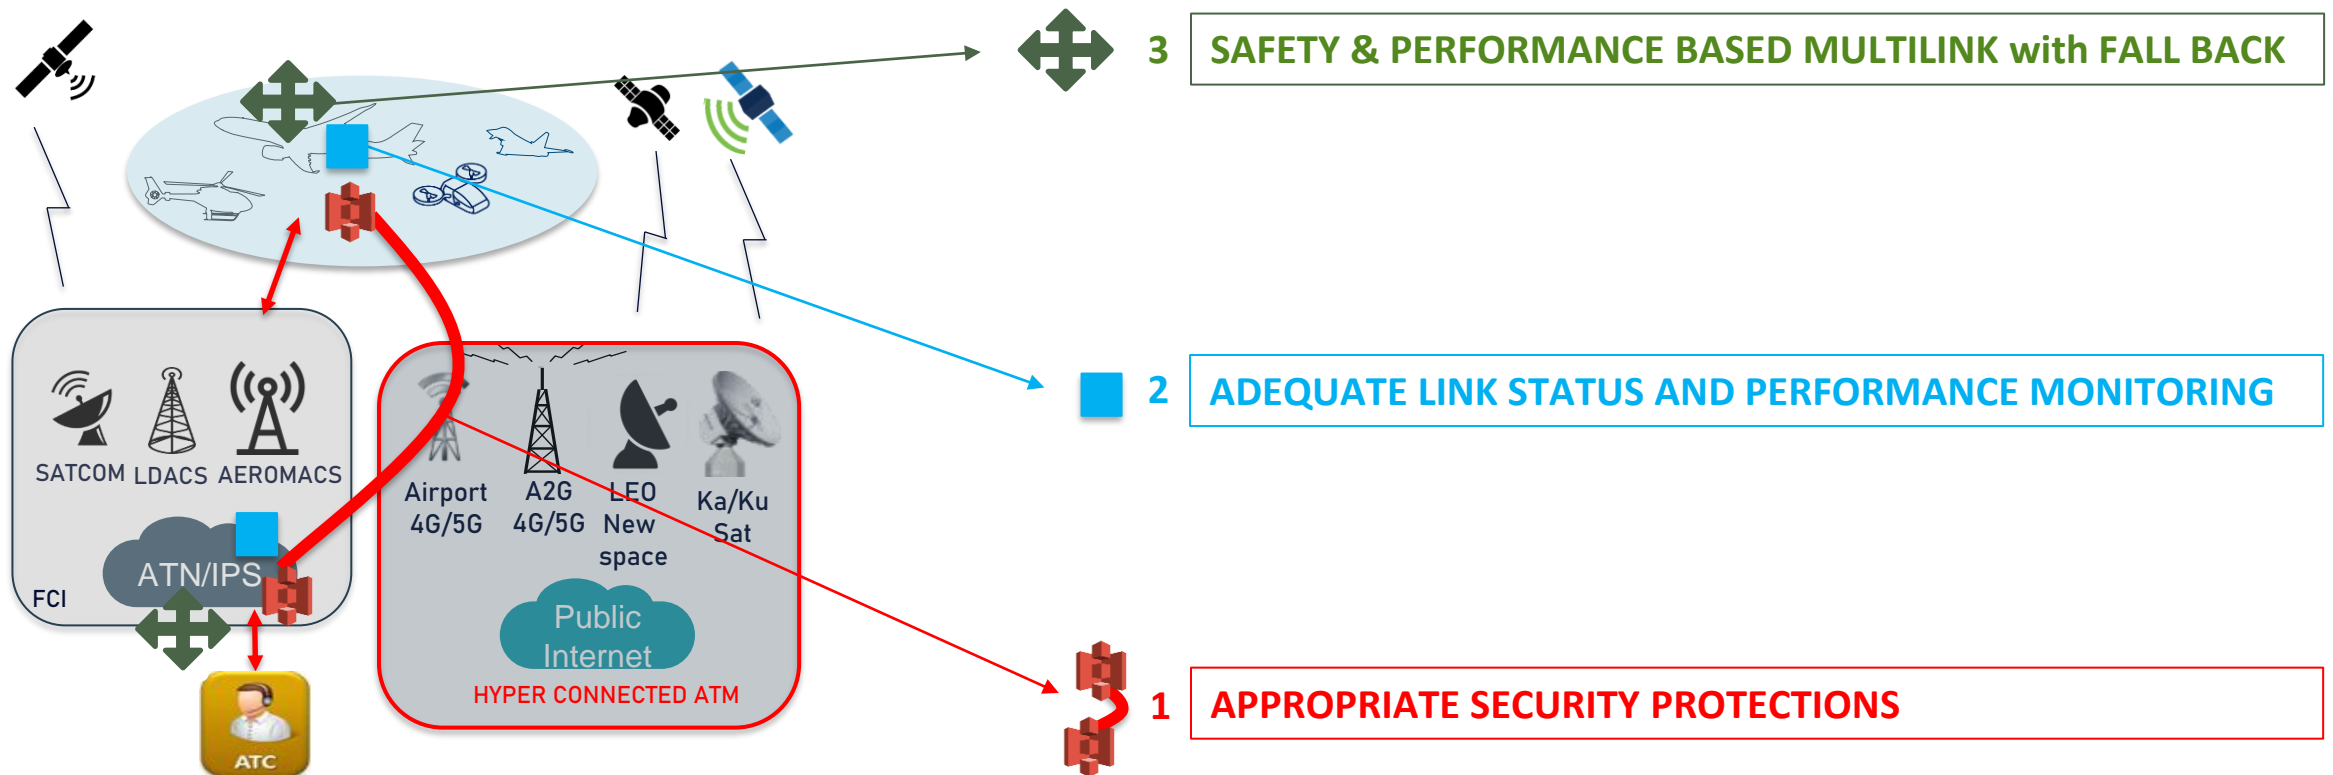 3 SAFETY & PERFORMANCE BASED MULTILINK with FALL BACK
2 ADEQUATE LINK STATUS AND PERFORMANCE MONITORING
SATCOM LDACS AEROMACS
ATN/IPS
FCI
ATC
Airport
4G/5G
A2G
4G/5G
LEO
New
space
Ka/Ku
Sat
Public
Internet
HYPER CONNECTED ATM
1 APPROPRIATE SECURITY PROTECTIONS